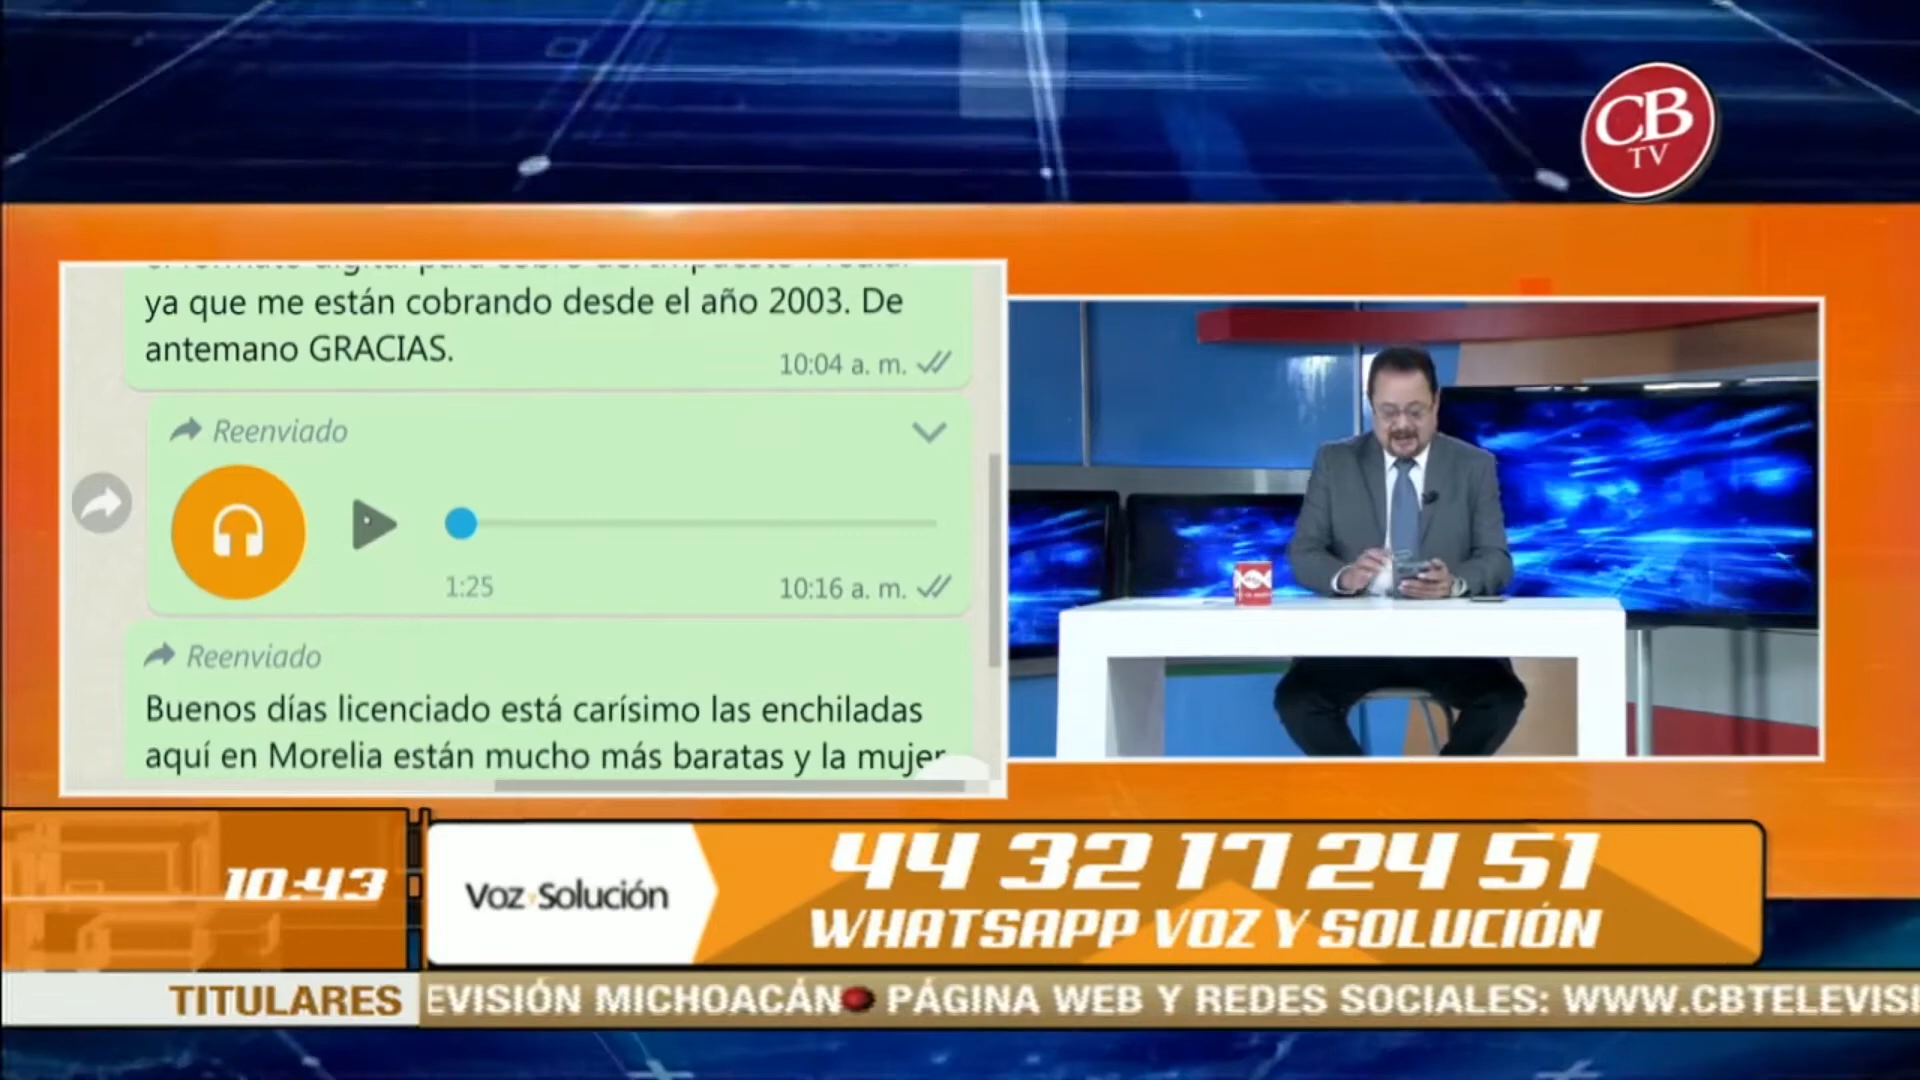 CB
TV
ya que me están cobrando desde el año 2003. De
antemano GRACIAS.
10:04 a. m.
Reenviado
1:25
10:16 a. m.
Reenviado
Buenos días licenciado está carísimo las enchiladas
aquí en Morelia están mucho más baratas y la mujer
10:43
Voz y Solución
44 32 17 24 51
WHATSAPP VOZ Y SOLUCIÓN
TITULARES
EVISIÓN MICHOACÁN PÁGINA WEB Y REDES SOCIALES: WWW.CBTELEVISI